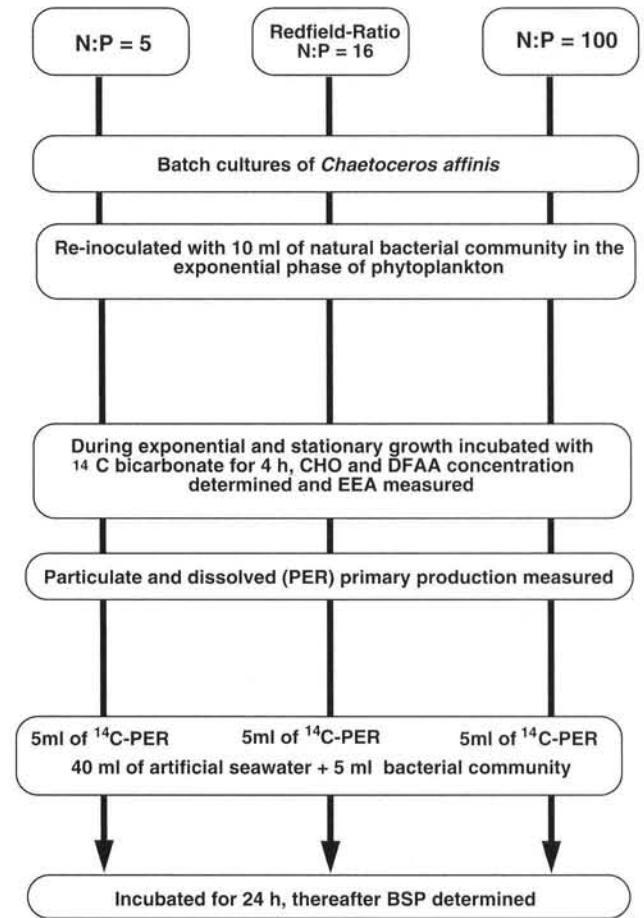 N:P = 5
Redfield-Ratio
N:P = 16
N:P = 100
Batch cultures of Chaetoceros affinis
Re-inoculated with 10 ml of natural bacterial community in the
exponential phase of phytoplankton
During exponential and stationary growth incubated with
¹⁴ C bicarbonate for 4 h, CHO and DFAA concentration
determined and EEA measured
Particulate and dissolved (PER) primary production measured
5ml of ¹⁴C-PER 5ml of ¹⁴C-PER 5ml of ¹⁴C-PER
40 ml of artificial seawater + 5 ml bacterial community
Incubated for 24 h, thereafter BSP determined